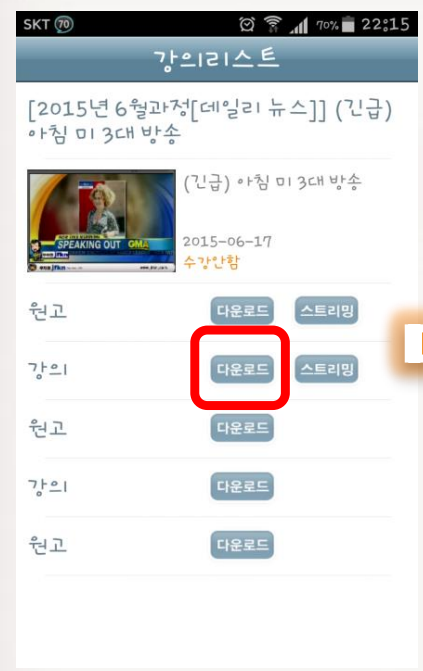 SKT 70 70% 22:15
강의리스트
[2015년 6월과정[데일리 뉴스]] (긴급)
아침 미 3대 방송
(긴급) 아침 미 3대 방송
SPEAKING OUT GMA
2015-06-17
수강안함
원고 다운로드 스트리밍
강의 다운로드 스트리밍
원고 다운로드
강의 다운로드
원고 다운로드